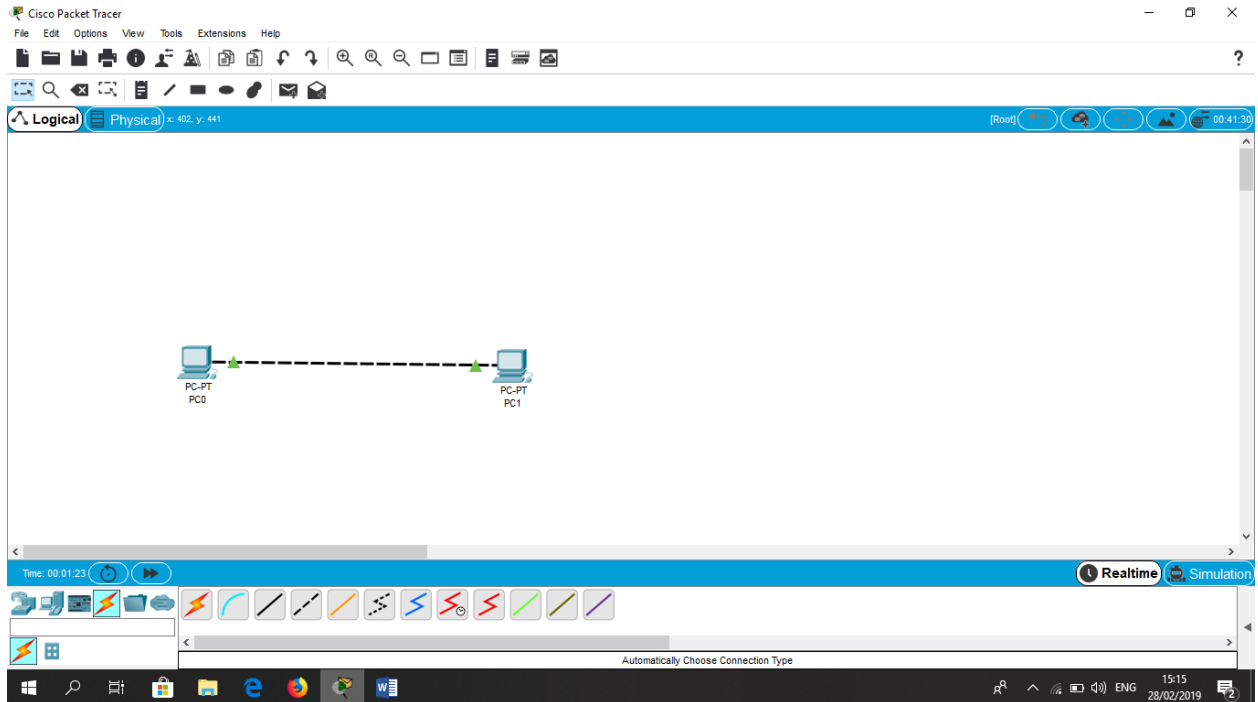 Cisco Packet Tracer
File Edit Options View Tools Extensions Help
?
Logical Physical x: 402, y: 441 [Root] 00:41:30
PC-PT
PC0
PC-PT
PC1
Time: 00:01:23 Realtime Simulation
Automatically Choose Connection Type
ENG 15:15
28/02/2019 2